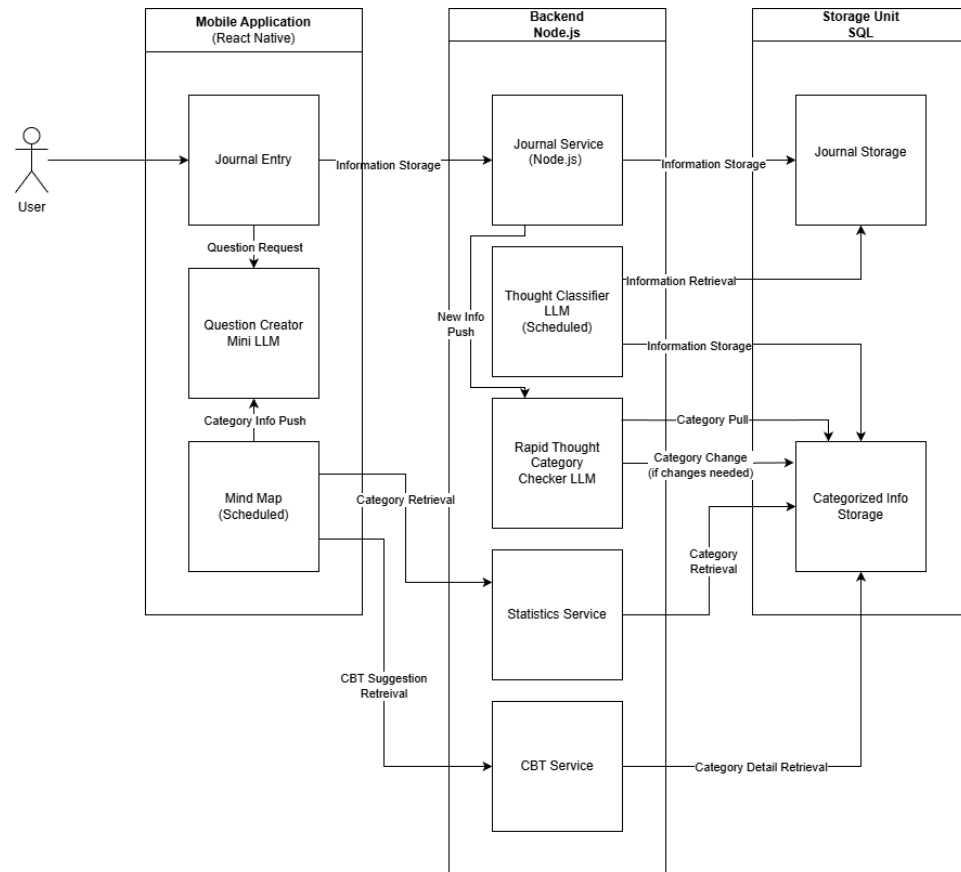 Mobile Application
(React Native)
Backend
Node.js
Storage Unit
SQL
User
Journal Entry
Information Storage
Journal Service
(Node.js)
Information Storage
Journal Storage
Question Request
Question Creator
Mini LLM
New Info
Push
Thought Classifier
LLM
(Scheduled)
Information Retrieval
Information Storage
Category Info Push
Mind Map
(Scheduled)
Category Retrieval
Rapid Thought
Category
Checker LLM
Category Pull
Category Change
(if changes needed)
Categorized Info
Storage
Category
Retrieval
Statistics Service
CBT Suggestion
Retreival
CBT Service
Category Detail Retrieval